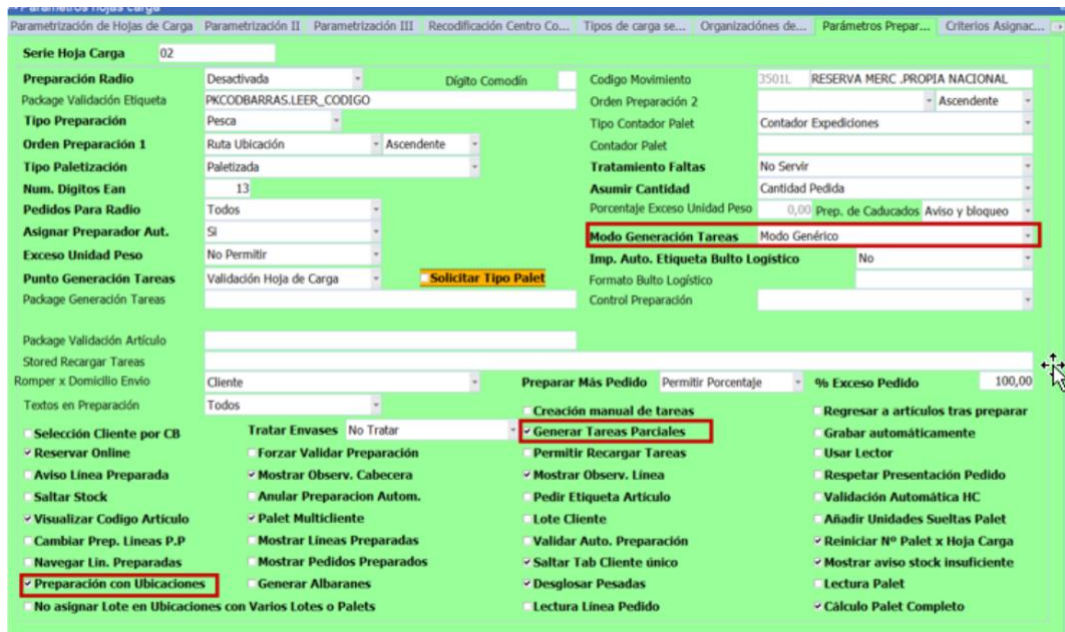 Parametros hojas carga
Parametrización de Hojas de Carga Parametrización II Parametrización III Recodificación Centro Co... Tipos de carga se... Organizaciónes de... Parámtros Prepar... Criterios Asignac...
Serie Hoja Carga 02
Preparación Radio Desactivada Dígito Comodín Codigo Movimiento 3501L RESERVA MERC .PROPIA NACIONAL
Package Validación Etiqueta PKCODBARRAS.LEER_CODIGO Orden Preparación 2 Ascendente
Tipo Preparación Pesca Tipo Contador Palet Contador Expediciones
Orden Preparación 1 Ruta Ubicación Ascendente Contador Palet
Tipo Paletización Paletizada Tratamiento Faltas No Servir
Num. Digitos Ean 13 Asumir Cantidad Cantidad Pedida
Pedidos Para Radio Todos Porcentaje Exceso Unidad Peso 0,00 Prep. de Caducados Aviso y bloqueo
Asignar Preparador Aut. Si Modo Generación Tareas Modo Genérico
Exceso Unidad Peso No Permitir Imp. Auto. Etiqueta Bulto Logístico No
Punto Generación Tareas Validación Hoja de Carga Solicitar Tipo Palet Formato Bulto Logístico
Package Generación Tareas Control Preparación
Package Validación Artículo
Stored Recargar Tareas
Romper x Domicilio Envio Cliente Preparar Más Pedido Permitir Porcentaje % Exceso Pedido 100,00
Textos en Preparación Todos Creación manual de tareas Regresar a artículos tras preparar
Selección Cliente por CB Tratar Envases No Tratar Generar Tareas Parciales Grabar automáticamente
Reservar Online Forzar Validar Preparación Permitir Recargar Tareas Usar Lector
Aviso Línea Preparada Mostrar Observ. Cabecera Mostrar Observ. Línea Respetar Presentación Pedido
Saltar Stock Anular Preparacion Autom. Pedir Etiqueta Artículo Validación Automática HC
Visualizar Codigo Artículo Palet Multicliente Lote Cliente Añadir Unidades Sueltas Palet
Cambiar Prep. Lineas P.P Mostrar Líneas Preparadas Validar Auto. Preparación Reiniciar Nº Palet x Hoja Carga
Navegar Lin. Preparadas Mostrar Pedidos Preparados Saltar Tab Cliente único Mostrar aviso stock insuficiente
Preparación con Ubicaciones Generar Albaranes Desglosar Pesadas Lectura Palet
No asignar Lote en Ubicaciones con Varios Lotes o Palets Lectura Línea Pedido Cálculo Palet Completo